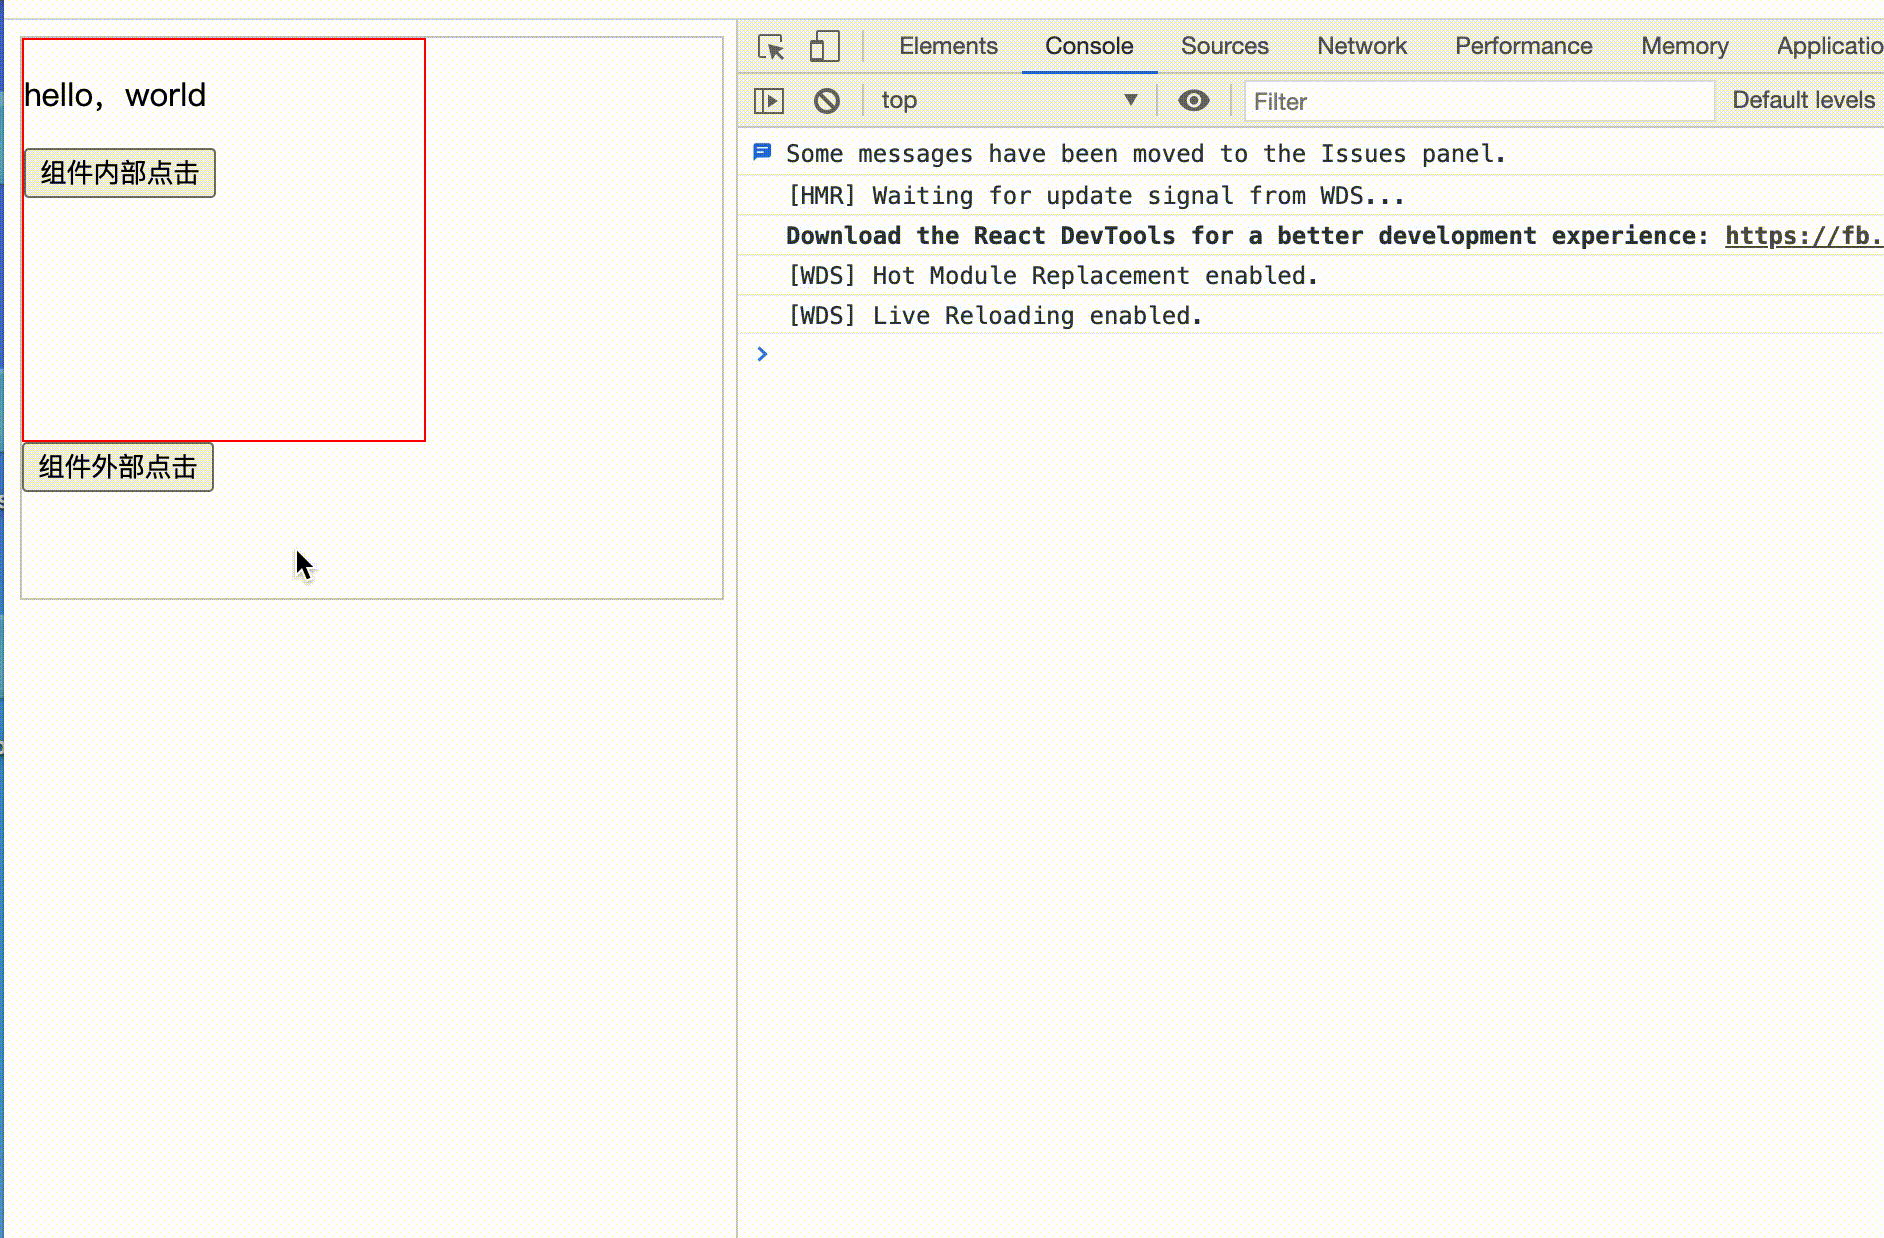 hello，world
组件内部点击
组件外部点击
Elements Console Sources Network Performance Memory Applicatio
top Filter Default levels
Some messages have been moved to the Issues panel.
[HMR] Waiting for update signal from WDS...
Download the React DevTools for a better development experience: https://fb.
[WDS] Hot Module Replacement enabled.
[WDS] Live Reloading enabled.